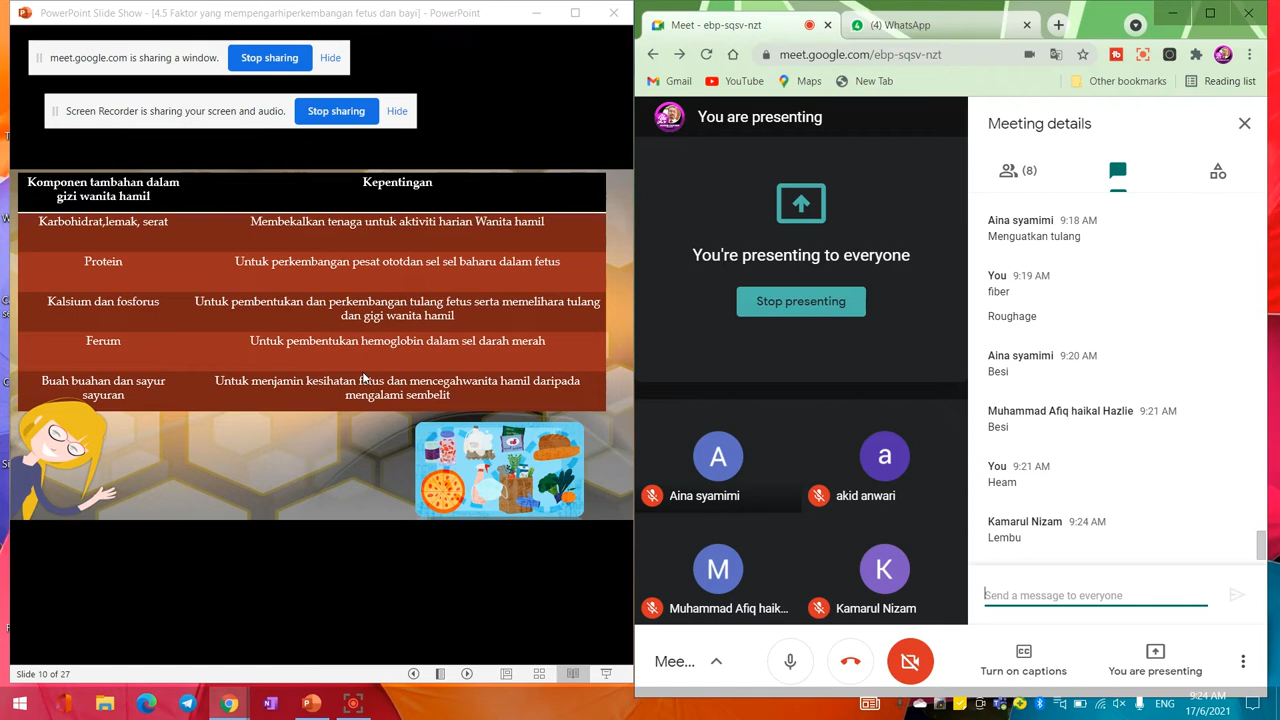 PowerPoint Slide Show - [4.5 Faktor yang mempengarhiperkembangan fetus dan bayi] - PowerPoint
meet.google.com is sharing a window.
Stop sharing
Hide
Screen Recorder is sharing your screen and audio.
Stop sharing
Hide
Komponen tambahan dalam
gizi wanita hamil
Kepentingan
Karbohidrat,lemak, serat
Membekalkan tenaga untuk aktiviti harian Wanita hamil
Protein
Untuk perkembangan pesat ototdan sel sel baharu dalam fetus
Kalsium dan fosforus
Untuk pembentukan dan perkembangan tulang fetus serta memelihara tulang
dan gigi wanita hamil
Ferum
Untuk pembentukan hemoglobin dalam sel darah merah
Buah buahan dan sayur
sayuran
Untuk menjamin kesihatan fetus dan mencegahwanita hamil daripada
mengalami sembelit
Slide 10 of 27
Meet - ebp-sqsv-nzt
(4) WhatsApp
meet.google.com/ebp-sqsv-nzt
Gmail
YouTube
Maps
New Tab
Other bookmarks
Reading list
You are presenting
You're presenting to everyone
Stop presenting
A
Aina syamimi
a
akid anwari
M
Muhammad Afiq haik...
K
Kamarul Nizam
Meeting details
(8)
Aina syamimi 9:18 AM
Menguatkan tulang
You 9:19 AM
fiber
Roughage
Aina syamimi 9:20 AM
Besi
Muhammad Afiq haikal Hazlie 9:21 AM
Besi
You 9:21 AM
Heam
Kamarul Nizam 9:24 AM
Lembu
Send a message to everyone
Mee...
Turn on captions
You are presenting
ENG
9:24 AM
17/6/2021